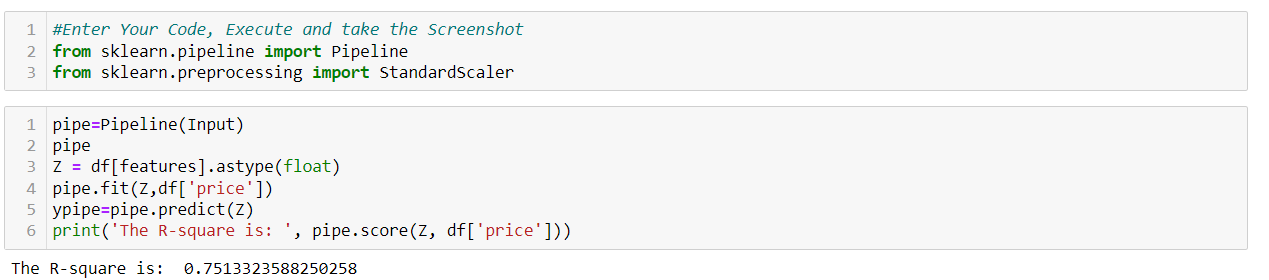 1 #Enter Your Code, Execute and take the Screenshot
2 from sklearn.pipeline import Pipeline
3 from sklearn.preprocessing import StandardScaler
1 pipe=Pipeline(Input)
2 pipe
3 Z = df[features].astype(float)
4 pipe.fit(Z,df['price'])
5 ypipe=pipe.predict(Z)
6 print('The R-square is: ', pipe.score(Z, df['price']))
The R-square is:  0.7513323588250258